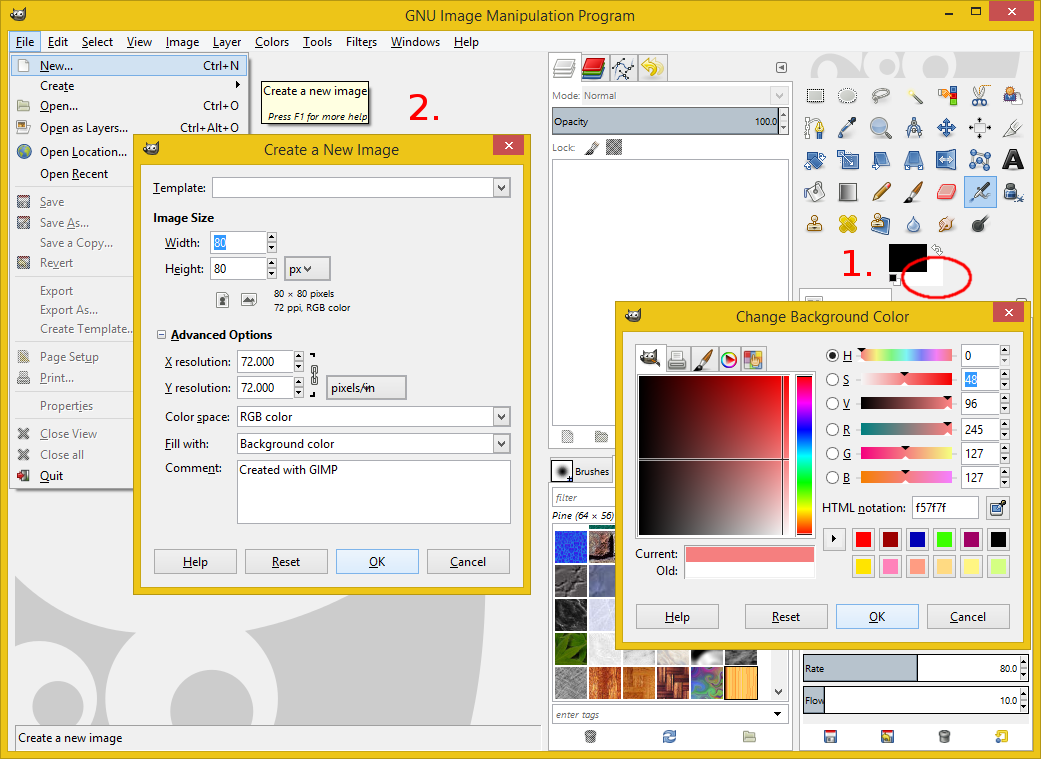 GNU Image Manipulation Program
File Edit Select View Image Layer Colors Tools Filters Windows Help
New... Ctrl+N
Create
Open... Ctrl+O
Open as Layers... Ctrl+Alt+O
Open Location...
Open Recent
Save
Save As...
Save a Copy...
Revert
Export
Export As...
Create Template...
Page Setup
Print...
Properties
Close View
Close all
Quit
Create a new image
Press F1 for more help
2.
Create a New Image
Template:
Image Size
Width: 80
Height: 80 px
80 × 80 pixels
72 ppi, RGB color
Advanced Options
X resolution: 72.000
Y resolution: 72.000 pixels/in
Color space: RGB color
Fill with: Background color
Comment: Created with GIMP
Help Reset OK Cancel
Mode: Normal
Opacity 100.0
Lock:
Brushes
filter
Pine (64 × 56)
enter tags
1.
Change Background Color
H 0
S 48
V 96
R 245
G 127
B 127
HTML notation: f57f7f
Current:
Old:
Help Reset OK Cancel
Rate 80.0
Flow 10.0
Create a new image